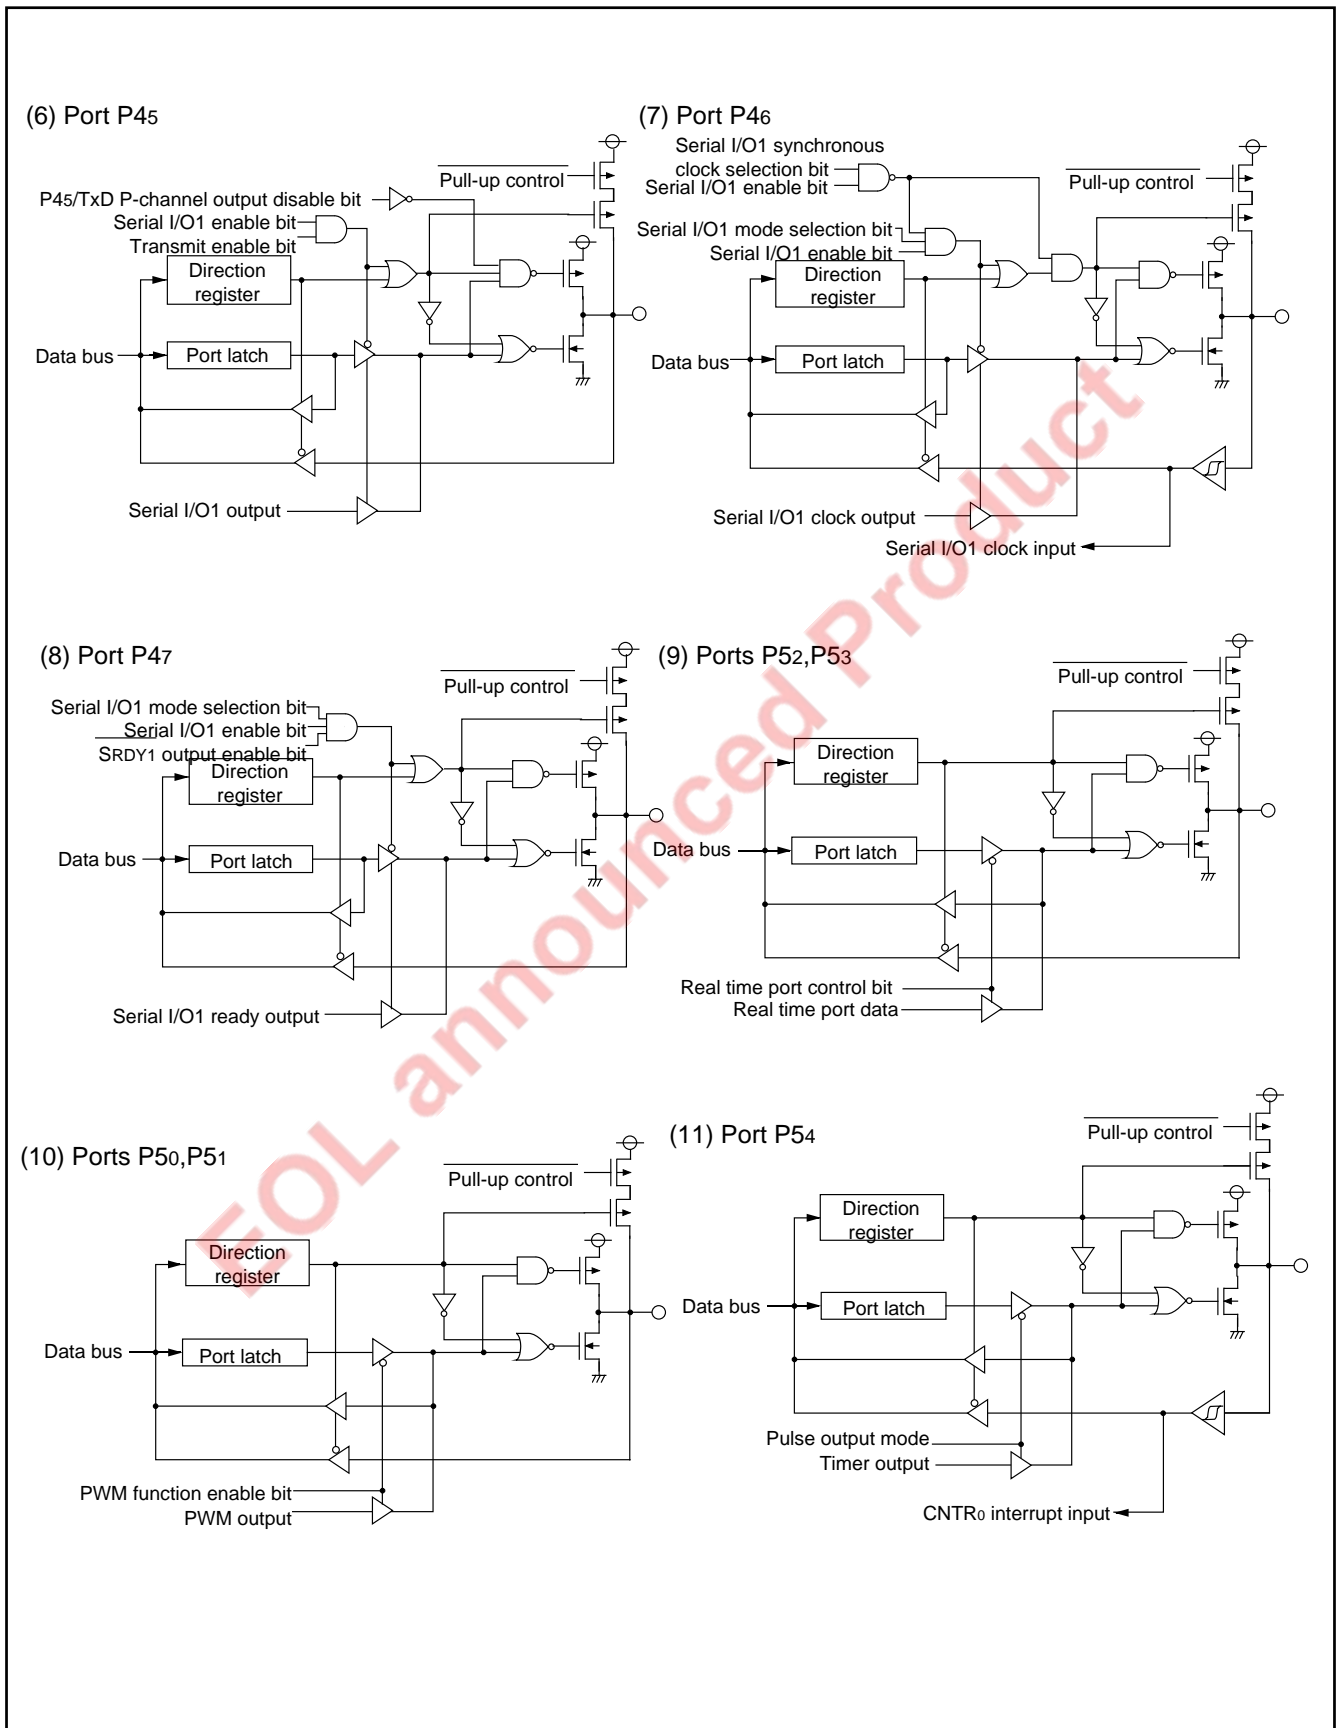 (6) Port P45
Pull-up control
P45/TxD P-channel output disable bit
Serial I/O1 enable bit
Transmit enable bit
Direction
register
Data bus
Port latch
Serial I/O1 output
(7) Port P46
Serial I/O1 synchronous
clock selection bit
Serial I/O1 enable bit
Pull-up control
Serial I/O1 mode selection bit
Serial I/O1 enable bit
Direction
register
Data bus
Port latch
Serial I/O1 clock output
Serial I/O1 clock input
(8) Port P47
Pull-up control
Serial I/O1 mode selection bit
Serial I/O1 enable bit
SRDY1 output enable bit
Direction
register
Data bus
Port latch
Serial I/O1 ready output
(9) Ports P52,P53
Pull-up control
Direction
register
Data bus
Port latch
Real time port control bit
Real time port data
(10) Ports P50,P51
Pull-up control
Direction
register
Data bus
Port latch
PWM function enable bit
PWM output
(11) Port P54
Pull-up control
Direction
register
Data bus
Port latch
Pulse output mode
Timer output
CNTR0 interrupt input
EOL announced Product